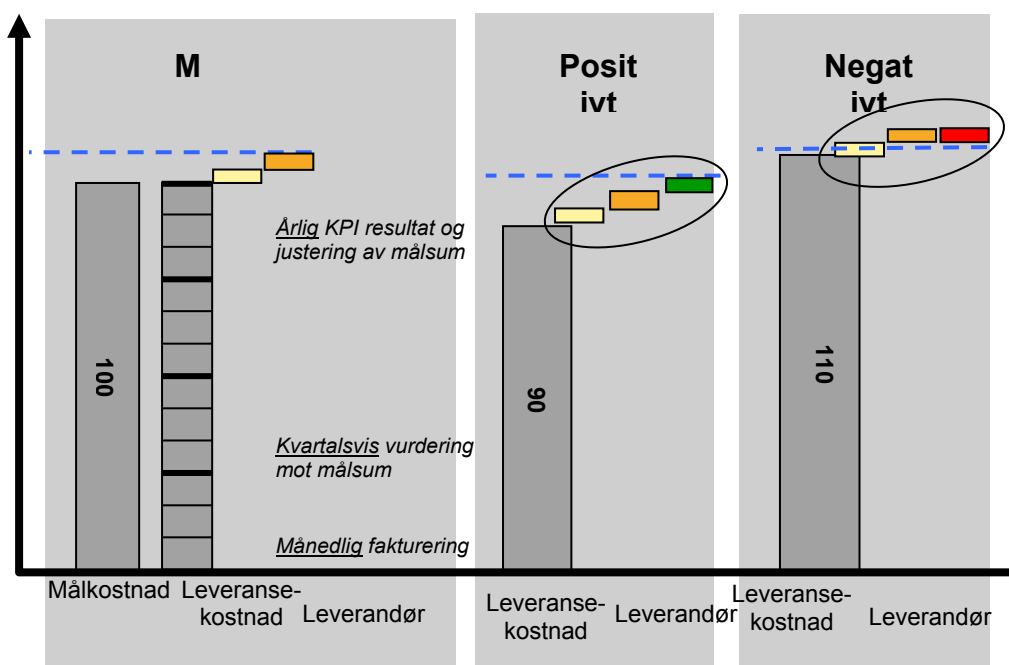 M
100
Årlig KPI resultat og
justering av målsum
Kvartalsvis vurdering
mot målsum
Månedlig fakturering
Målkostnad
Leveranse-
kostnad
Leverandør
Posit
ivt
90
Leveranse-
kostnad
Leverandør
Negat
ivt
110
Leveranse-
kostnad
Leverandør